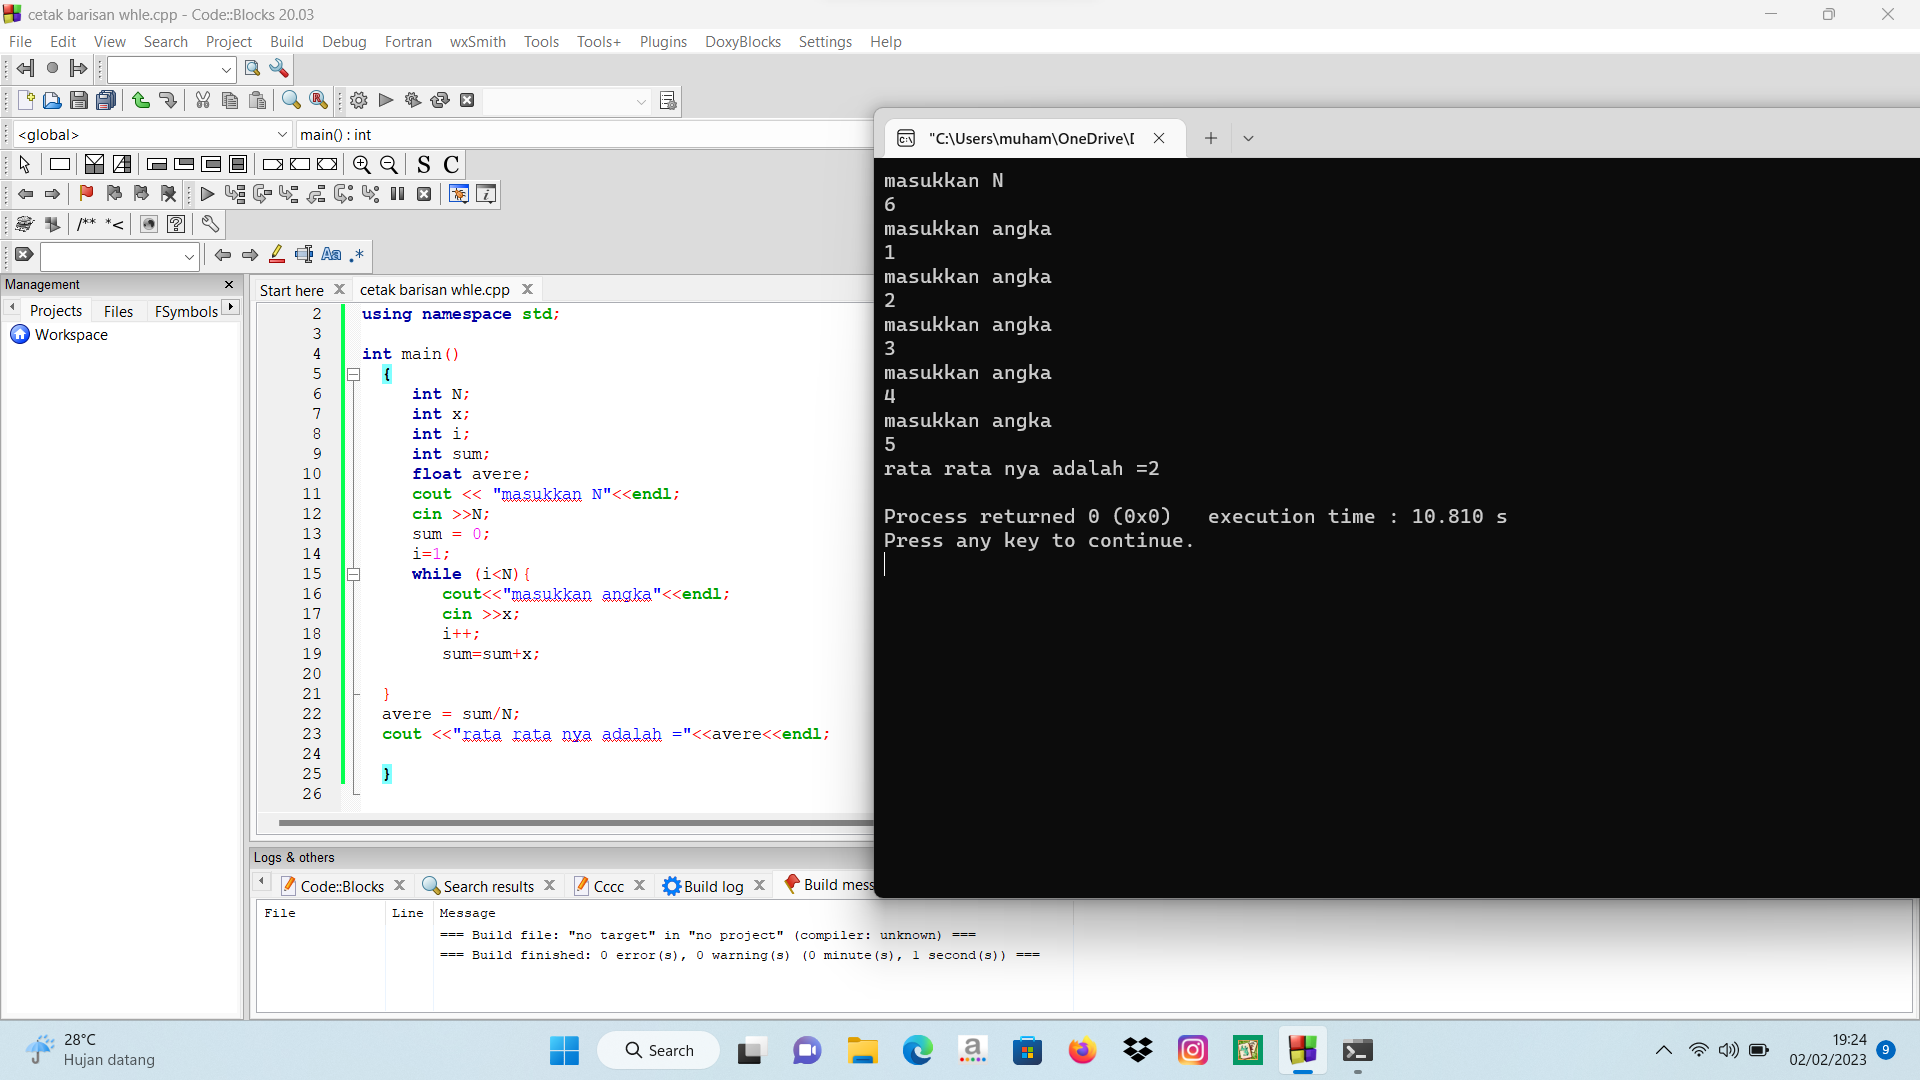 cetak barisan whle.cpp - Code::Blocks 20.03
File Edit View Search Project Build Debug Fortran wxSmith Tools Tools+ Plugins DoxyBlocks Settings Help
<global>
main() : int
S C
/** *<
Aa .*
Management
Projects Files FSymbols
Workspace
Start here cetak barisan whle.cpp
2 using namespace std;
3
4 int main()
5 {
6 int N;
7 int x;
8 int i;
9 int sum;
10 float avere;
11 cout << "masukkan N"<<endl;
12 cin >>N;
13 sum = 0;
14 i=1;
15 while (i<N){
16 cout<<"masukkan angka"<<endl;
17 cin >>x;
18 i++;
19 sum=sum+x;
20
21 }
22 avere = sum/N;
23 cout <<"rata rata nya adalah ="<<avere<<endl;
24
25 }
26
"C:\Users\muham\OneDrive\[
masukkan N
6
masukkan angka
1
masukkan angka
2
masukkan angka
3
masukkan angka
4
masukkan angka
5
rata rata nya adalah =2
Process returned 0 (0x0) execution time : 10.810 s
Press any key to continue.
Logs & others
Code::Blocks Search results Cccc Build log Build mess
File Line Message
=== Build file: "no target" in "no project" (compiler: unknown) ===
=== Build finished: 0 error(s), 0 warning(s) (0 minute(s), 1 second(s)) ===
28°C
Hujan datang
Search
19:24
02/02/2023
9